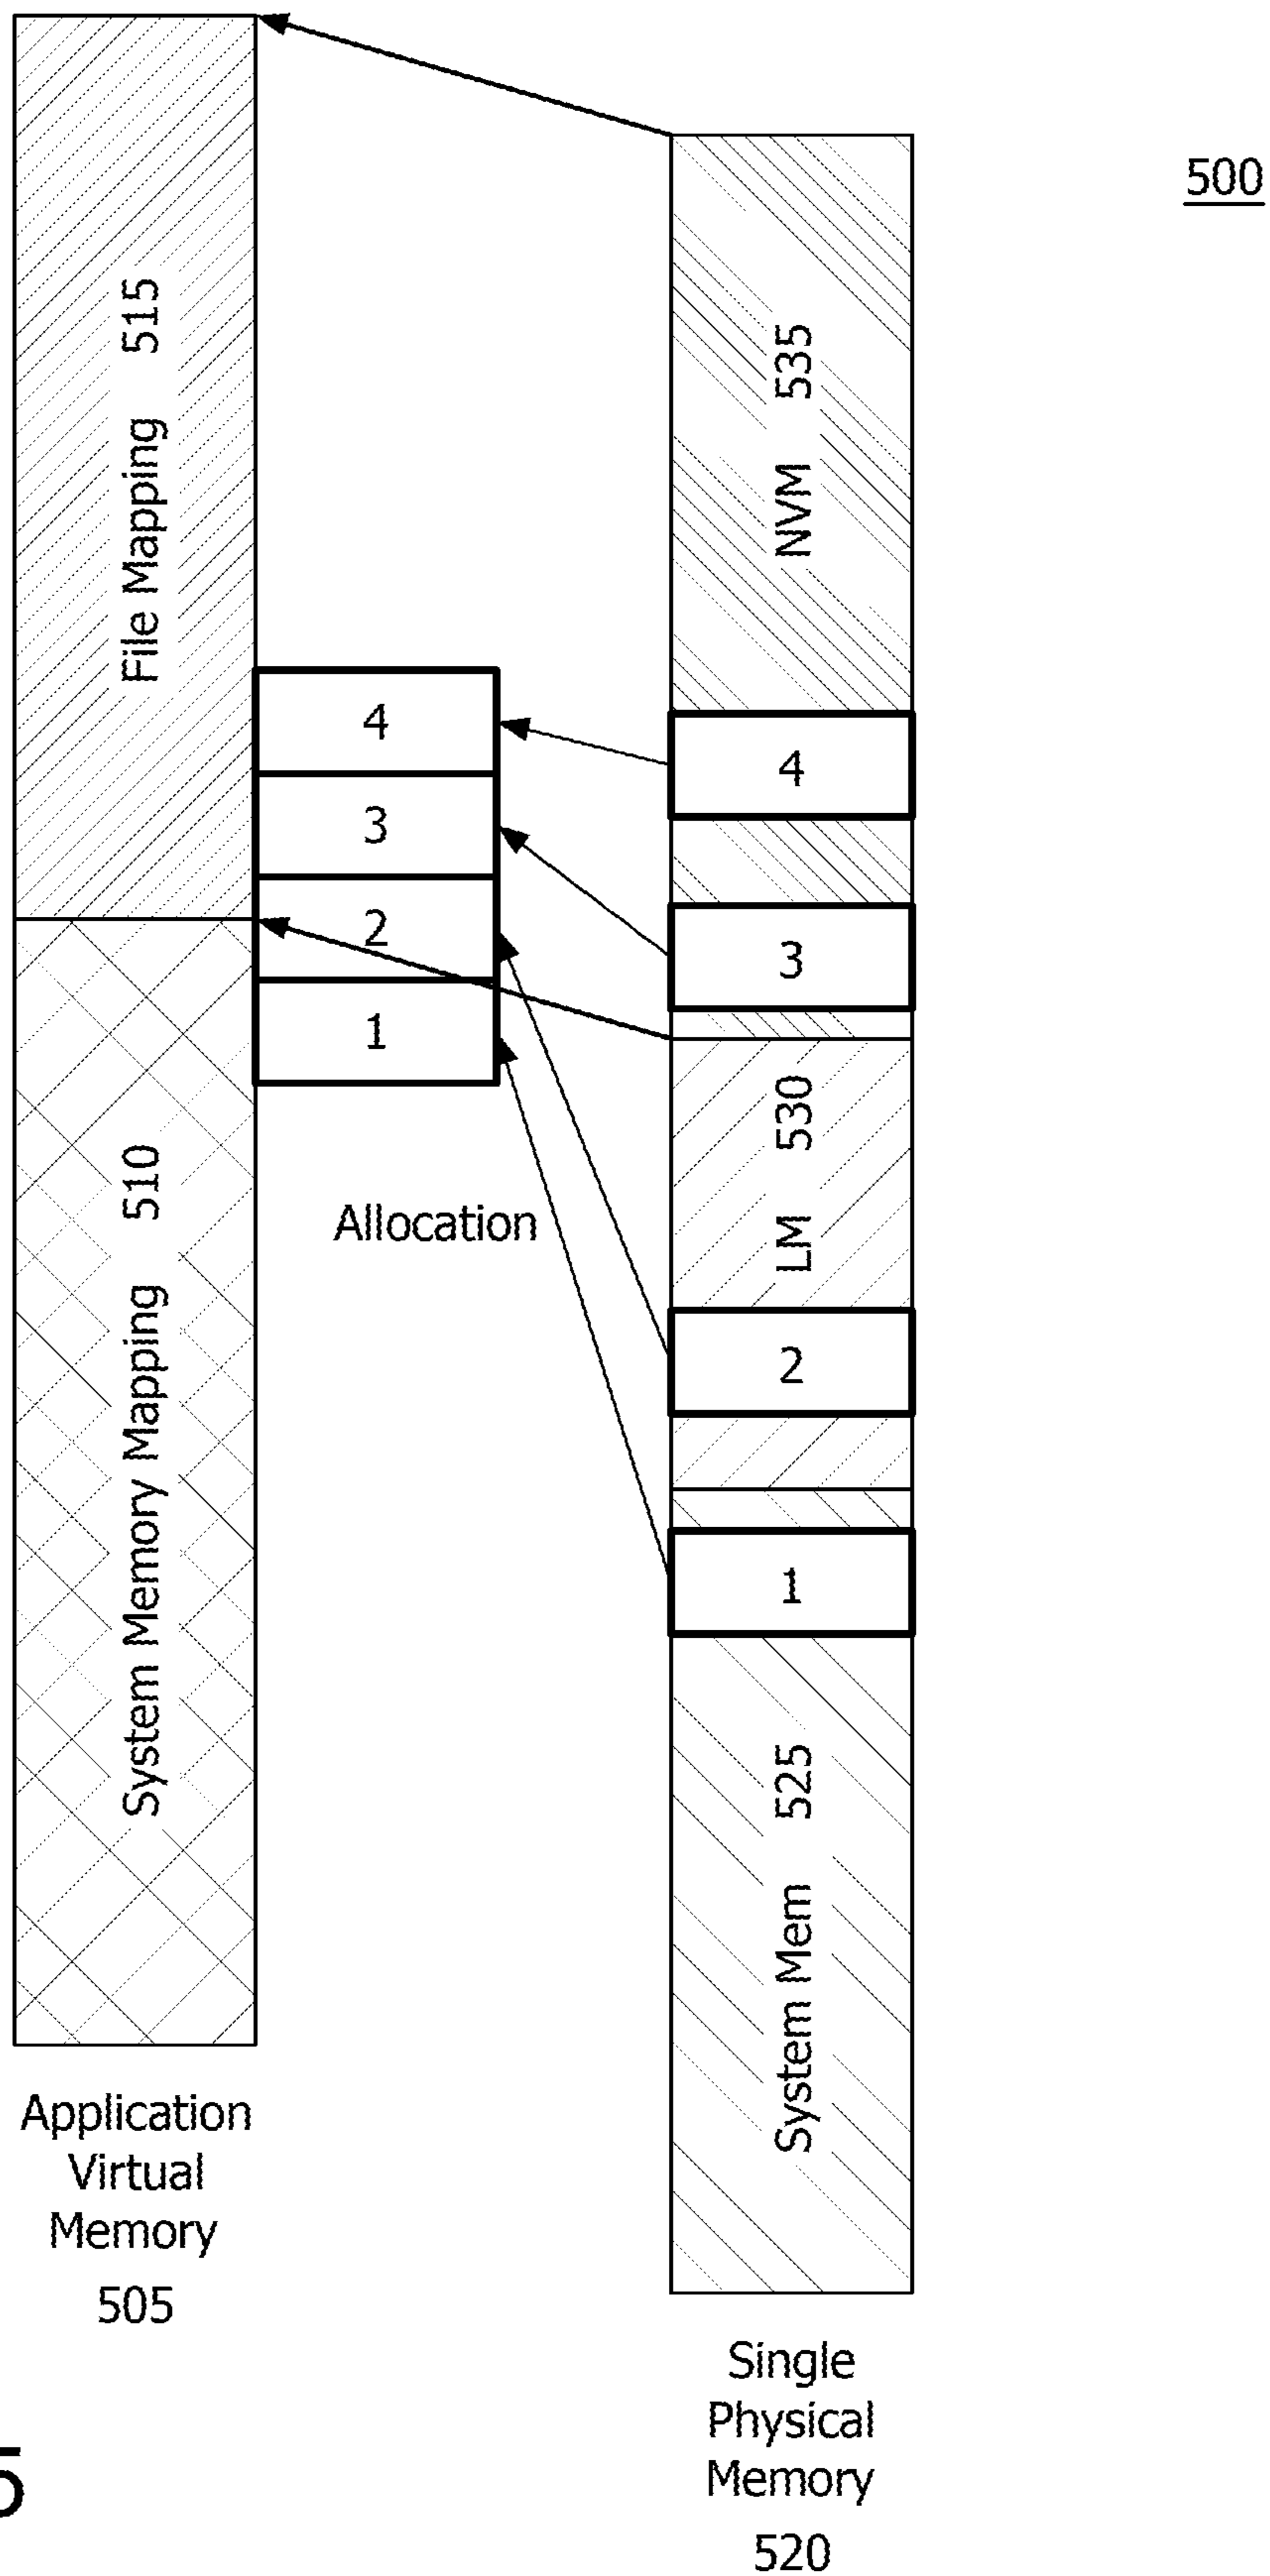 500
File Mapping 515
System Memory Mapping 510
4
3
2
1
Allocation
NVM 535
4
3
LM 530
2
1
System Mem 525
Application
Virtual
Memory
505
Single
Physical
Memory
520
5